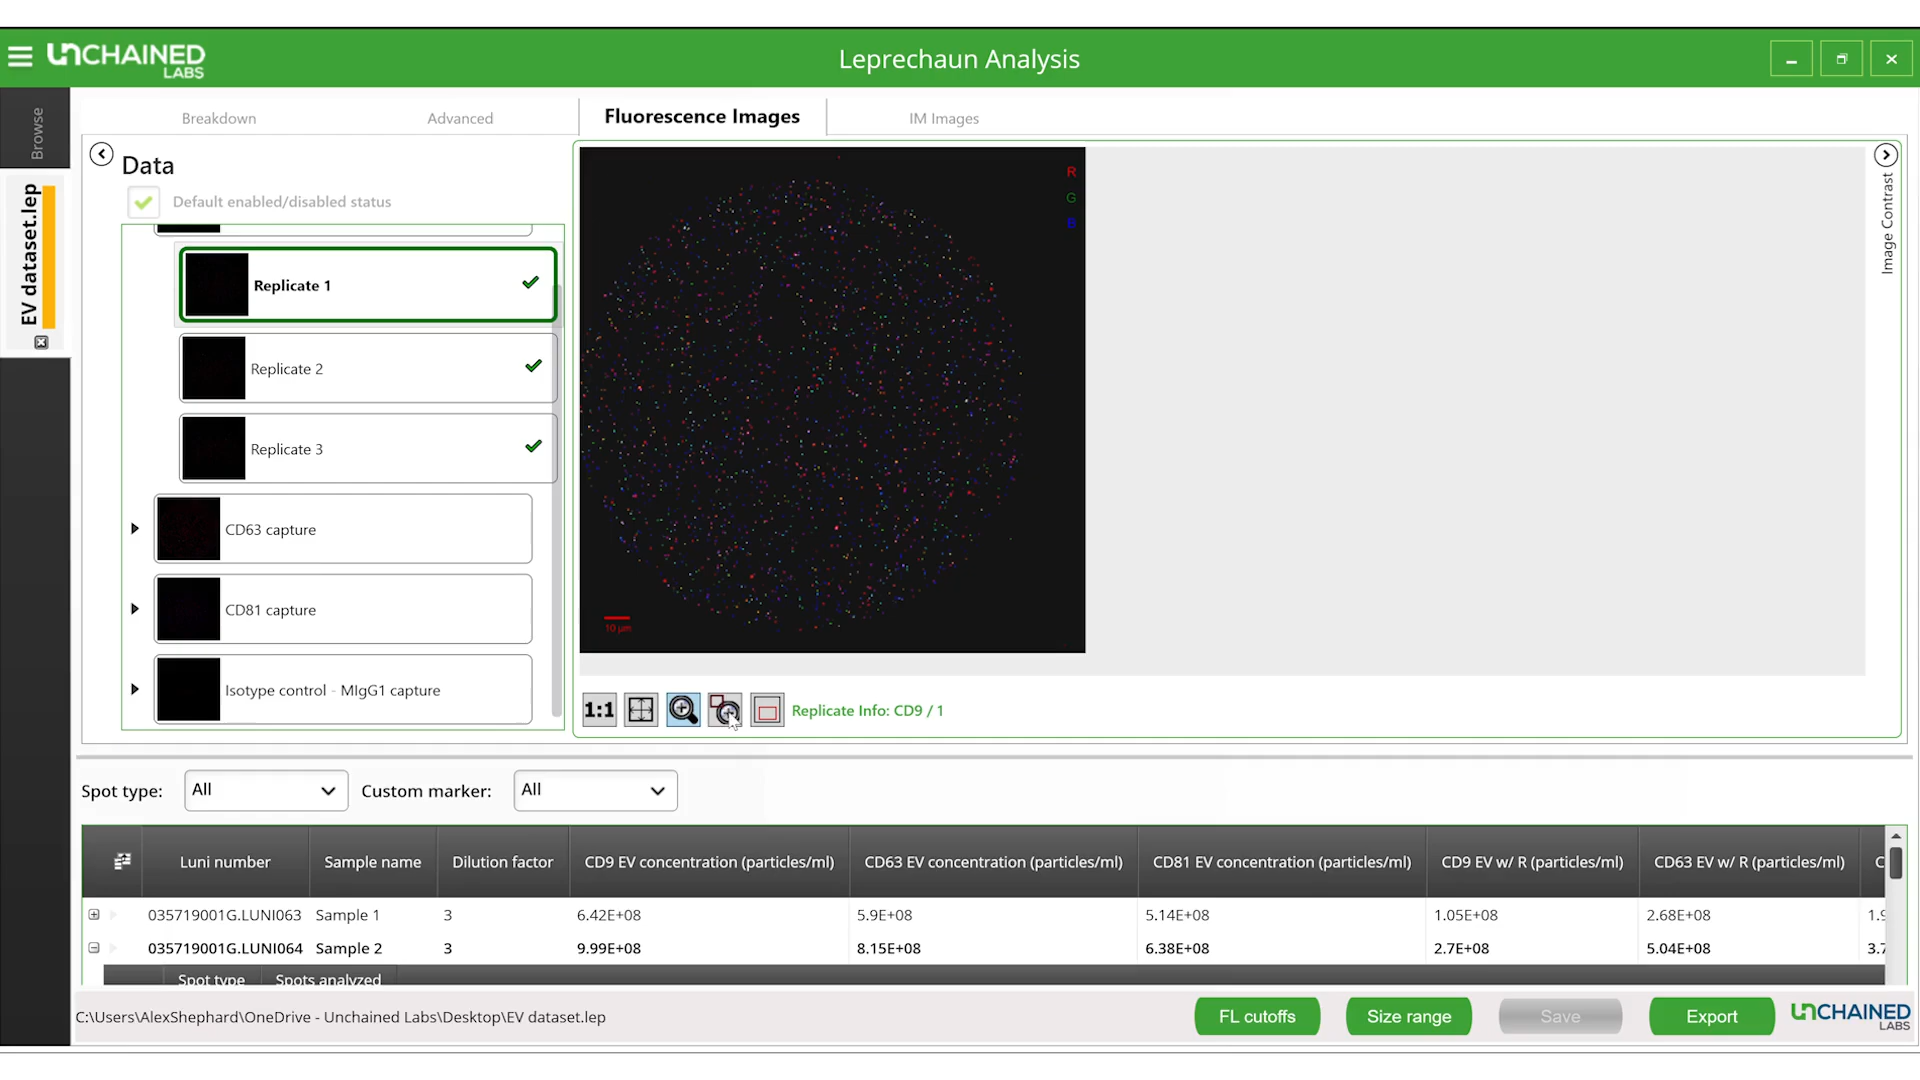 UNCHAINED
LABS
Leprechaun Analysis
Browse
EV dataset.lep
Breakdown
Advanced
Fluorescence Images
IM Images
Data
Default enabled/disabled status
Replicate 1
Replicate 2
Replicate 3
CD63 capture
CD81 capture
Isotype control - MIgG1 capture
R
G
B
10 µm
Image Contrast
1:1
Replicate Info: CD9 / 1
Spot type: All Custom marker: All
Luni number Sample name Dilution factor CD9 EV concentration (particles/ml) CD63 EV concentration (particles/ml) CD81 EV concentration (particles/ml) CD9 EV w/ R (particles/ml) CD63 EV w/ R (particles/ml) C
035719001G.LUNI063 Sample 1 3 6.42E+08 5.9E+08 5.14E+08 1.05E+08 2.68E+08 1.9
035719001G.LUNI064 Sample 2 3 9.99E+08 8.15E+08 6.38E+08 2.7E+08 5.04E+08 3.7
Spot type Spots analyzed
C:\Users\AlexShephard\OneDrive - Unchained Labs\Desktop\EV dataset.lep
FL cutoffs
Size range
Save
Export
UNCHAINED
LABS